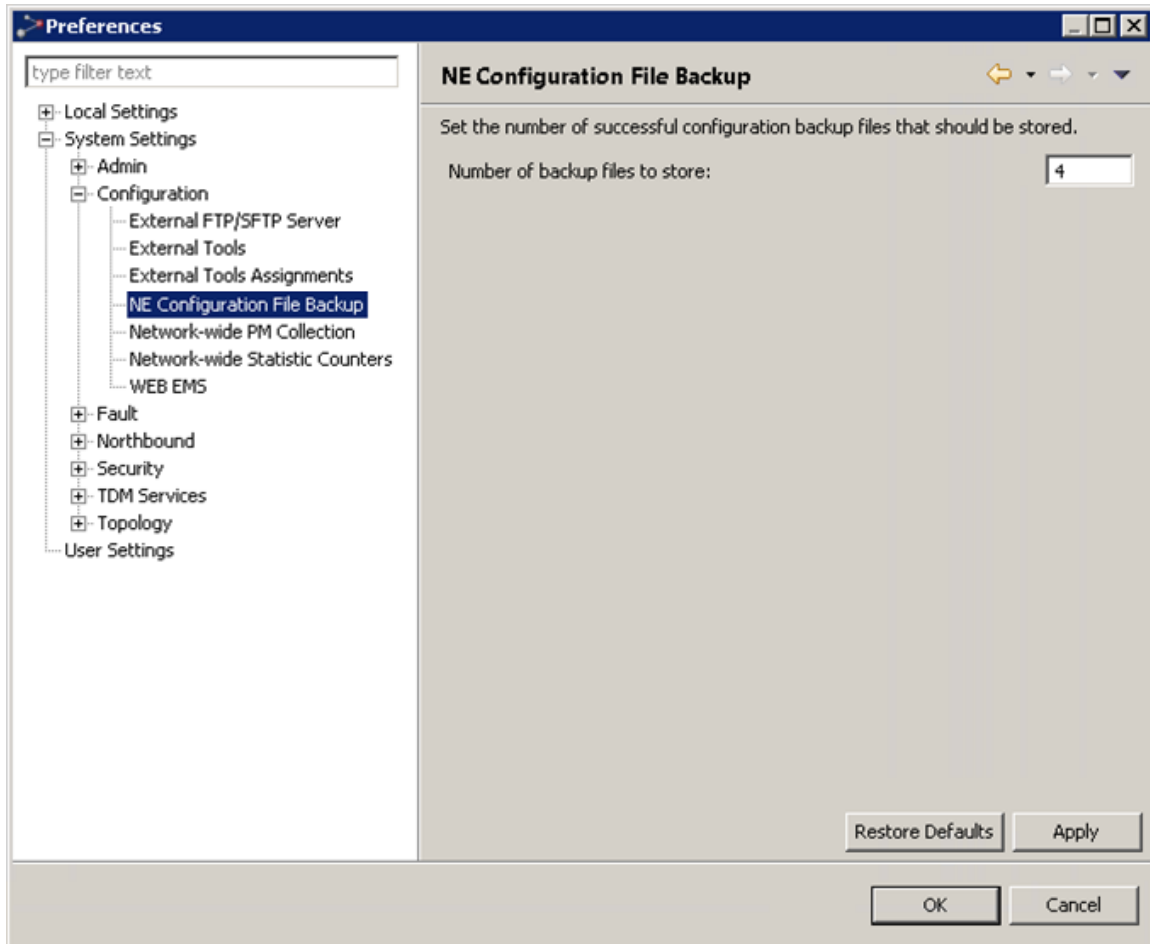 Preferences
type filter text
Local Settings
System Settings
Admin
Configuration
External FTP/SFTP Server
External Tools
External Tools Assignments
NE Configuration File Backup
Network-wide PM Collection
Network-wide Statistic Counters
WEB EMS
Fault
Northbound
Security
TDM Services
Topology
User Settings
NE Configuration File Backup
Set the number of successful configuration backup files that should be stored.
Number of backup files to store: 4
Restore Defaults Apply
OK Cancel